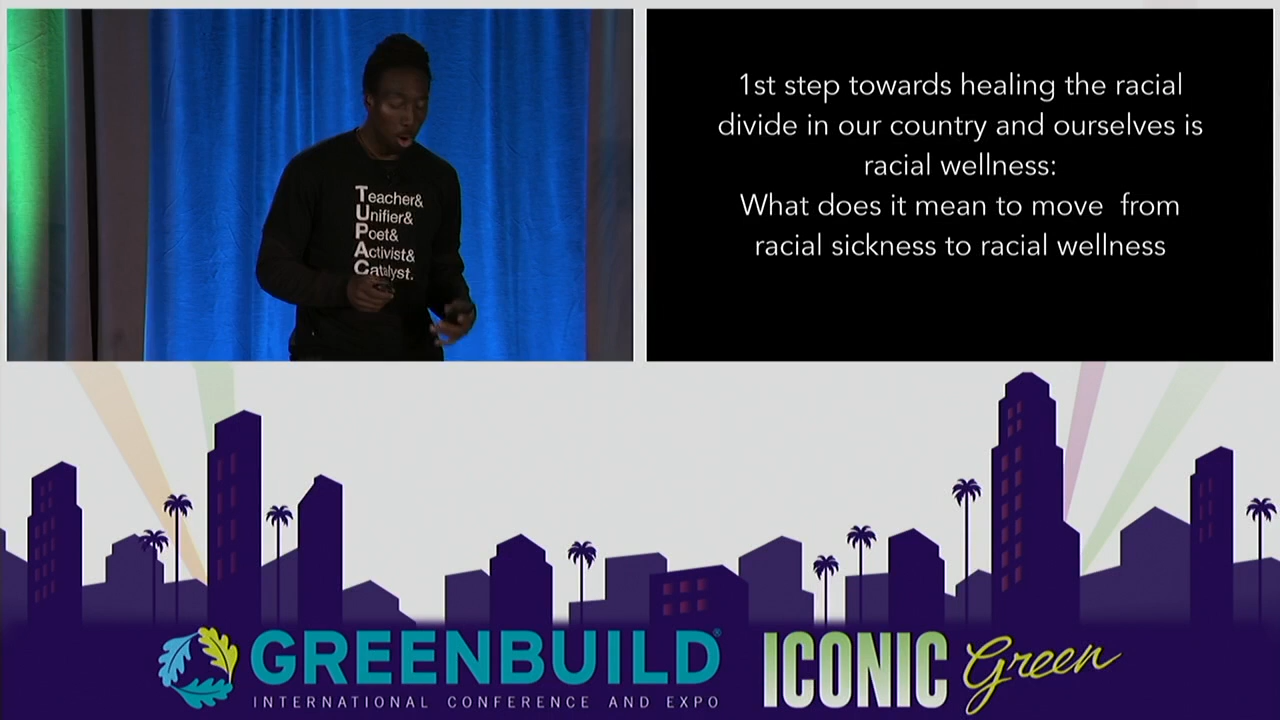 Teacher&
Unifier&
Poet&
Activist&
Catalyst.
1st step towards healing the racial
divide in our country and ourselves is
racial wellness:
What does it mean to move  from
racial sickness to racial wellness
GREENBUILD®
INTERNATIONAL CONFERENCE AND EXPO
ICONIC Green